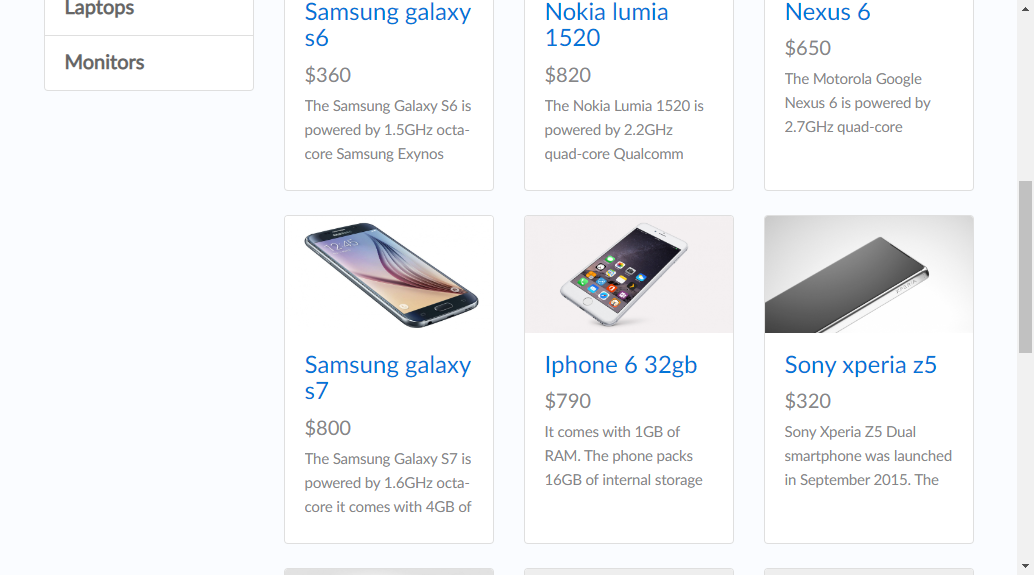 Laptops
Monitors
Samsung galaxy
s6
$360
The Samsung Galaxy S6 is
powered by 1.5GHz octa-
core Samsung Exynos
Nokia lumia
1520
$820
The Nokia Lumia 1520 is
powered by 2.2GHz
quad-core Qualcomm
Nexus 6
$650
The Motorola Google
Nexus 6 is powered by
2.7GHz quad-core
12:45
Samsung galaxy
s7
$800
The Samsung Galaxy S7 is
powered by 1.6GHz octa-
core it comes with 4GB of
Iphone 6 32gb
$790
It comes with 1GB of
RAM. The phone packs
16GB of internal storage
Sony xperia z5
$320
Sony Xperia Z5 Dual
smartphone was launched
in September 2015. The